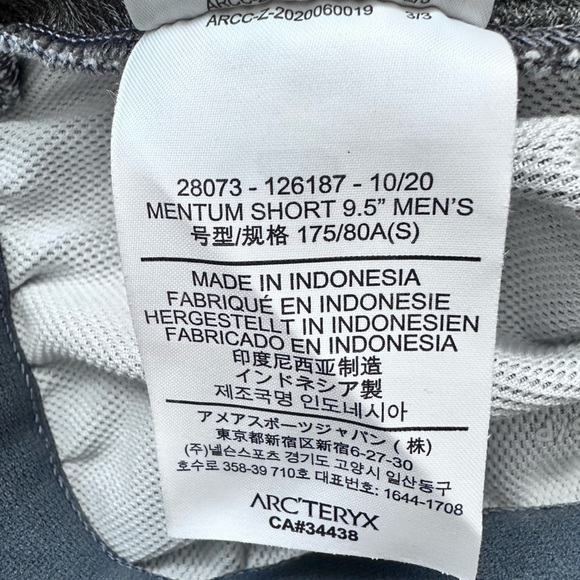 ARCC-Z-2020060019 3/3
28073 - 126187 - 10/20
MENTUM SHORT 9.5” MEN'S
号型/规格 175/80A(S)
MADE IN INDONESIA
FABRIQUÉ EN INDONESIE
HERGESTELLT IN INDONESIEN
FABRICADO EN INDONESIA
印度尼西亚制造
インドネシア製
제조국명 인도네시아
アメアスポーツジャパン ( 株)
東京都新宿区新宿6-27-30
(주)넬슨스포츠 경기도 고양시 일산동구
호수로 358-39 710호 대표번호: 1644-1708
ARC'TERYX
CA#34438